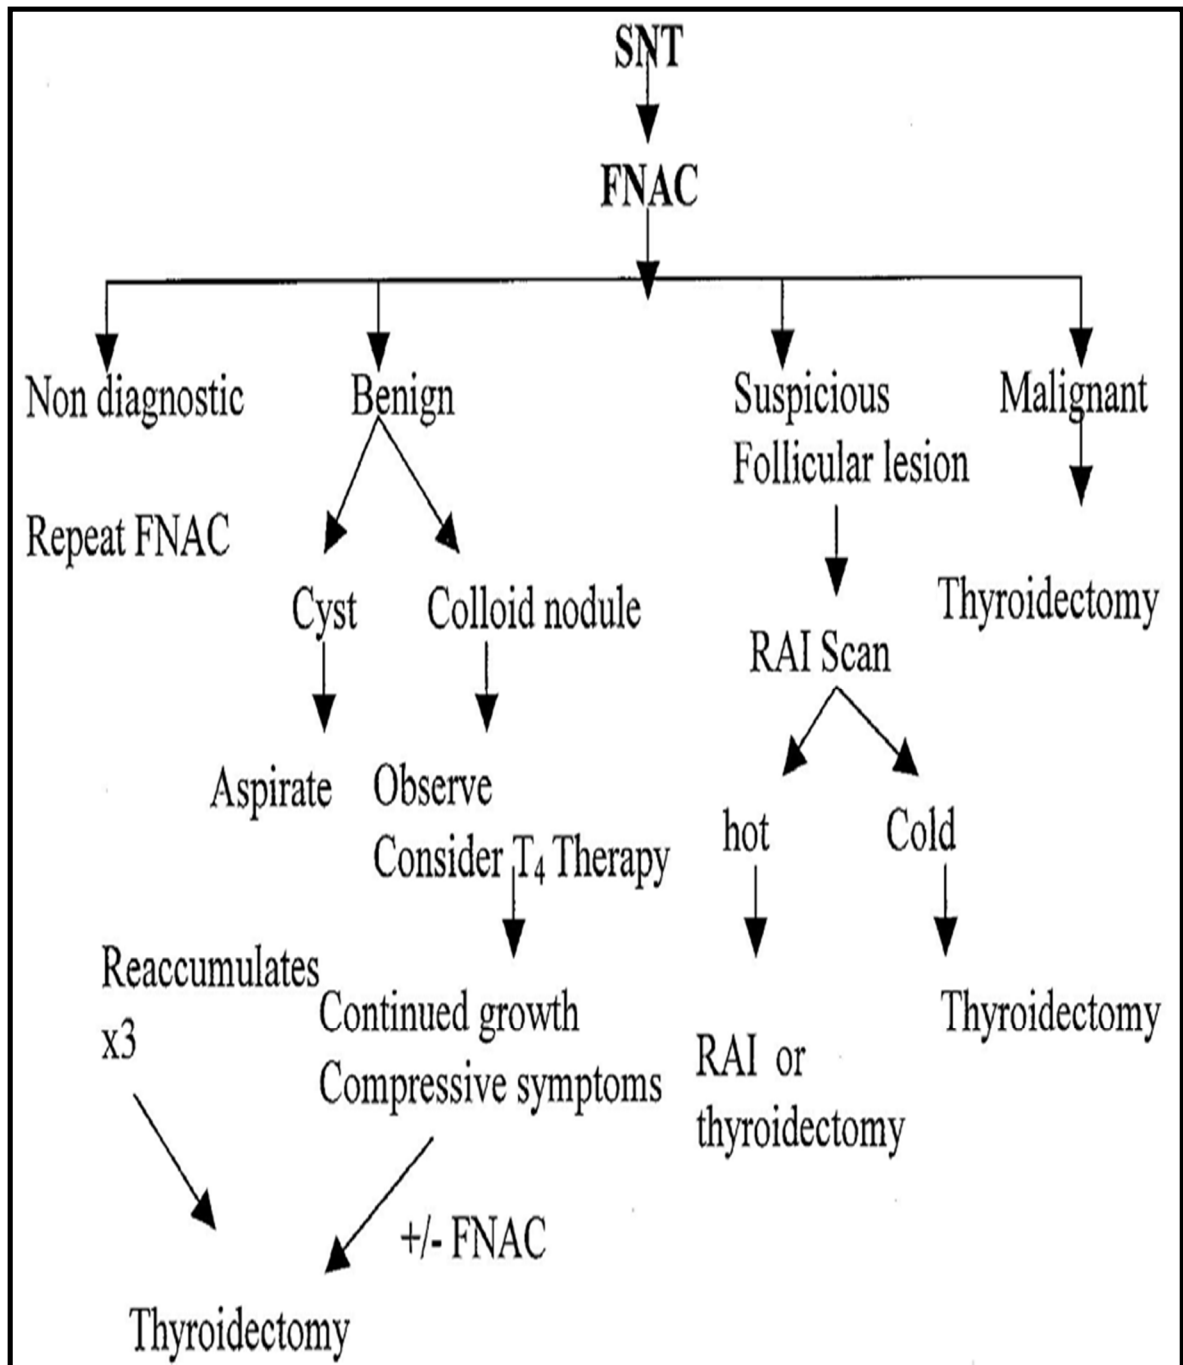 SNT
FNAC
Non diagnostic
Benign
Suspicious
Follicular lesion
Malignant
Repeat FNAC
Cyst
Colloid nodule
RAI Scan
Thyroidectomy
Aspirate
Observe
Consider T₄ Therapy
hot
Cold
Reaccumulates
x3
Continued growth
Compressive symptoms
RAI or
thyroidectomy
Thyroidectomy
+/- FNAC
Thyroidectomy